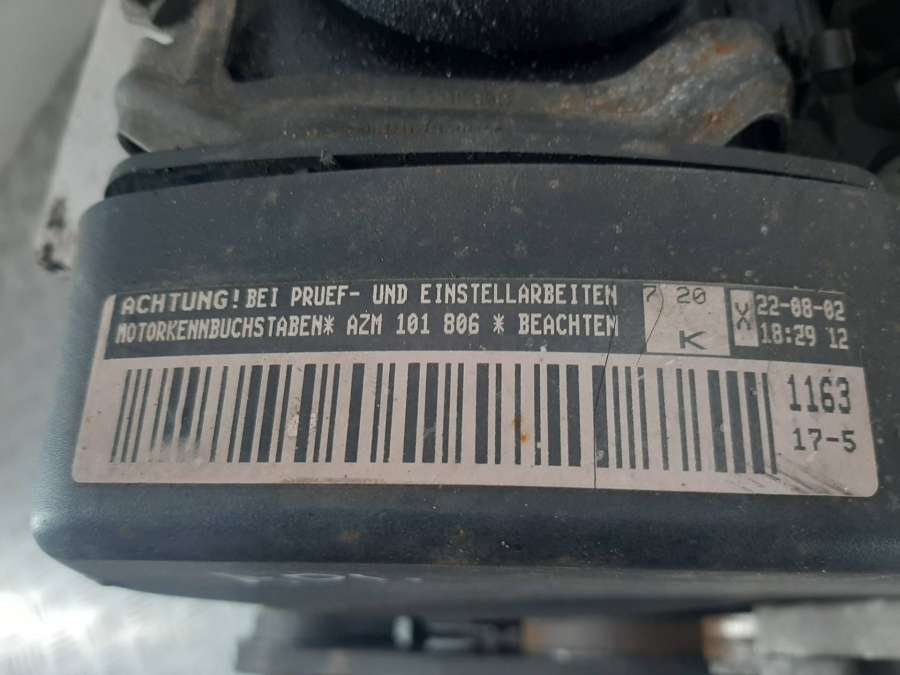 ACHTUNG! BEI PRUEF- UND EINSTELLARBEITEN
MOTORKENNBUCHSTABEN* AZM 101 806 * BEACHTEN
7 20
K
X
22-08-02
18:29 12
1163
17-5